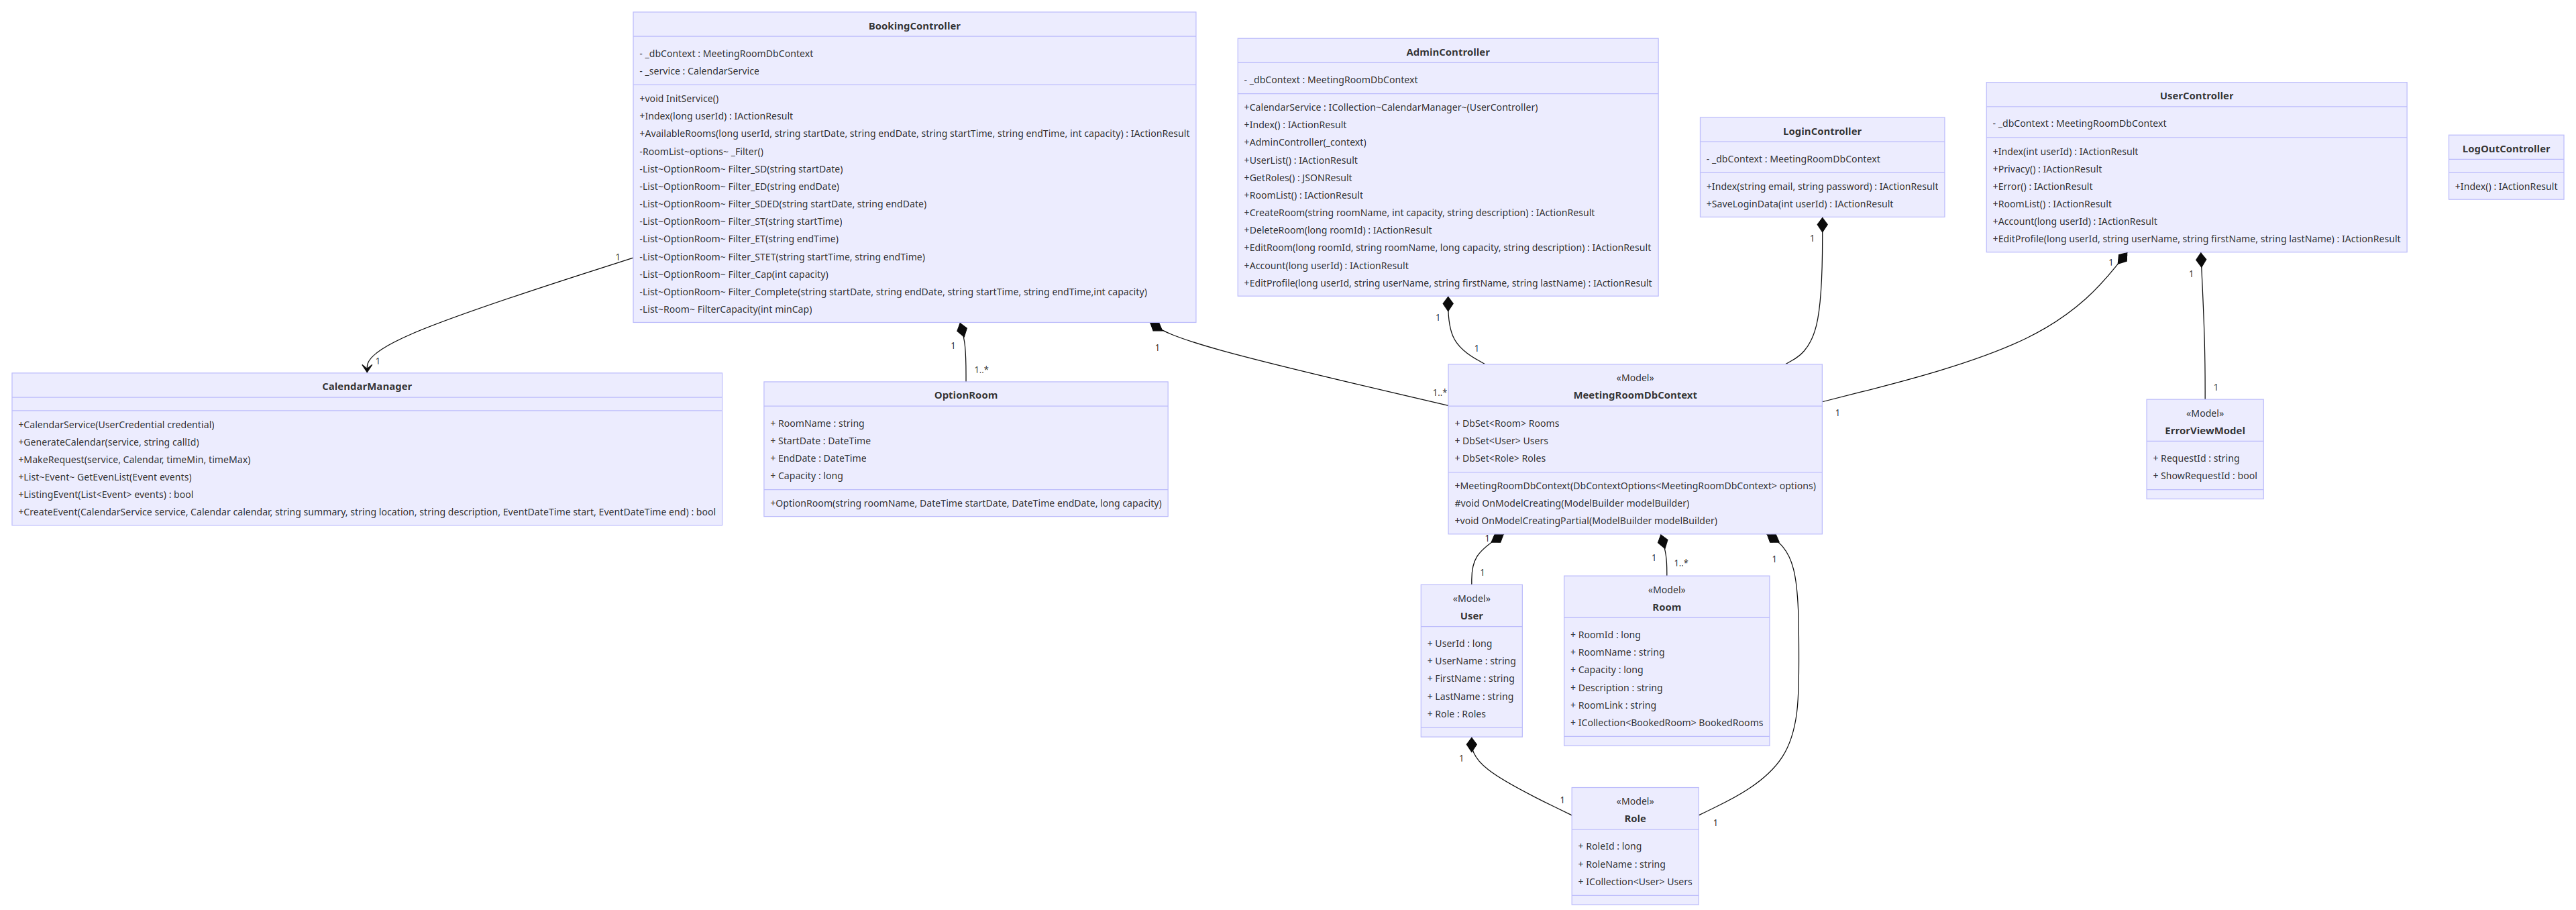 BookingController
- _dbContext : MeetingRoomDbContext
- _service : CalendarService
+void InitService()
+Index(long userId) : IActionResult
+AvailableRooms(long userId, string startDate, string endDate, string startTime, string endTime, int capacity) : IActionResult
-RoomList~options~ _Filter()
-List~OptionRoom~ Filter_SD(string startDate)
-List~OptionRoom~ Filter_ED(string endDate)
-List~OptionRoom~ Filter_SDED(string startDate, string endDate)
-List~OptionRoom~ Filter_ST(string startTime)
-List~OptionRoom~ Filter_ET(string endTime)
-List~OptionRoom~ Filter_STET(string startTime, string endTime)
-List~OptionRoom~ Filter_Cap(int capacity)
-List~OptionRoom~ Filter_Complete(string startDate, string endDate, string startTime, string endTime,int capacity)
-List~Room~ FilterCapacity(int minCap)
AdminController
- _dbContext : MeetingRoomDbContext
+CalendarService : ICollection~CalendarManager~(UserController)
+Index() : IActionResult
+AdminController(_context)
+UserList() : IActionResult
+GetRoles() : JSONResult
+RoomList() : IActionResult
+CreateRoom(string roomName, int capacity, string description) : IActionResult
+DeleteRoom(long roomId) : IActionResult
+EditRoom(long roomId, string roomName, long capacity, string description) : IActionResult
+Account(long userId) : IActionResult
+EditProfile(long userId, string userName, string firstName, string lastName) : IActionResult
LoginController
- _dbContext : MeetingRoomDbContext
+Index(string email, string password) : IActionResult
+SaveLoginData(int userId) : IActionResult
UserController
- _dbContext : MeetingRoomDbContext
+Index(int userId) : IActionResult
+Privacy() : IActionResult
+Error() : IActionResult
+RoomList() : IActionResult
+Account(long userId) : IActionResult
+EditProfile(long userId, string userName, string firstName, string lastName) : IActionResult
LogOutController
+Index() : IActionResult
1
1
1
1
1
1
1
1
1
1..*
1..*
1
1
CalendarManager
+CalendarService(UserCredential credential)
+GenerateCalendar(service, string callId)
+MakeRequest(service, Calendar, timeMin, timeMax)
+List~Event~ GetEvenList(Event events)
+ListingEvent(List<Event> events) : bool
+CreateEvent(CalendarService service, Calendar calendar, string summary, string location, string description, EventDateTime start, EventDateTime end) : bool
OptionRoom
+ RoomName : string
+ StartDate : DateTime
+ EndDate : DateTime
+ Capacity : long
+OptionRoom(string roomName, DateTime startDate, DateTime endDate, long capacity)
«Model»
MeetingRoomDbContext
+ DbSet<Room> Rooms
+ DbSet<User> Users
+ DbSet<Role> Roles
+MeetingRoomDbContext(DbContextOptions<MeetingRoomDbContext> options)
#void OnModelCreating(ModelBuilder modelBuilder)
+void OnModelCreatingPartial(ModelBuilder modelBuilder)
«Model»
ErrorViewModel
+ RequestId : string
+ ShowRequestId : bool
1
1
1
1
1..*
«Model»
User
+ UserId : long
+ UserName : string
+ FirstName : string
+ LastName : string
+ Role : Roles
«Model»
Room
+ RoomId : long
+ RoomName : string
+ Capacity : long
+ Description : string
+ RoomLink : string
+ ICollection<BookedRoom> BookedRooms
1
1
1
«Model»
Role
+ RoleId : long
+ RoleName : string
+ ICollection<User> Users